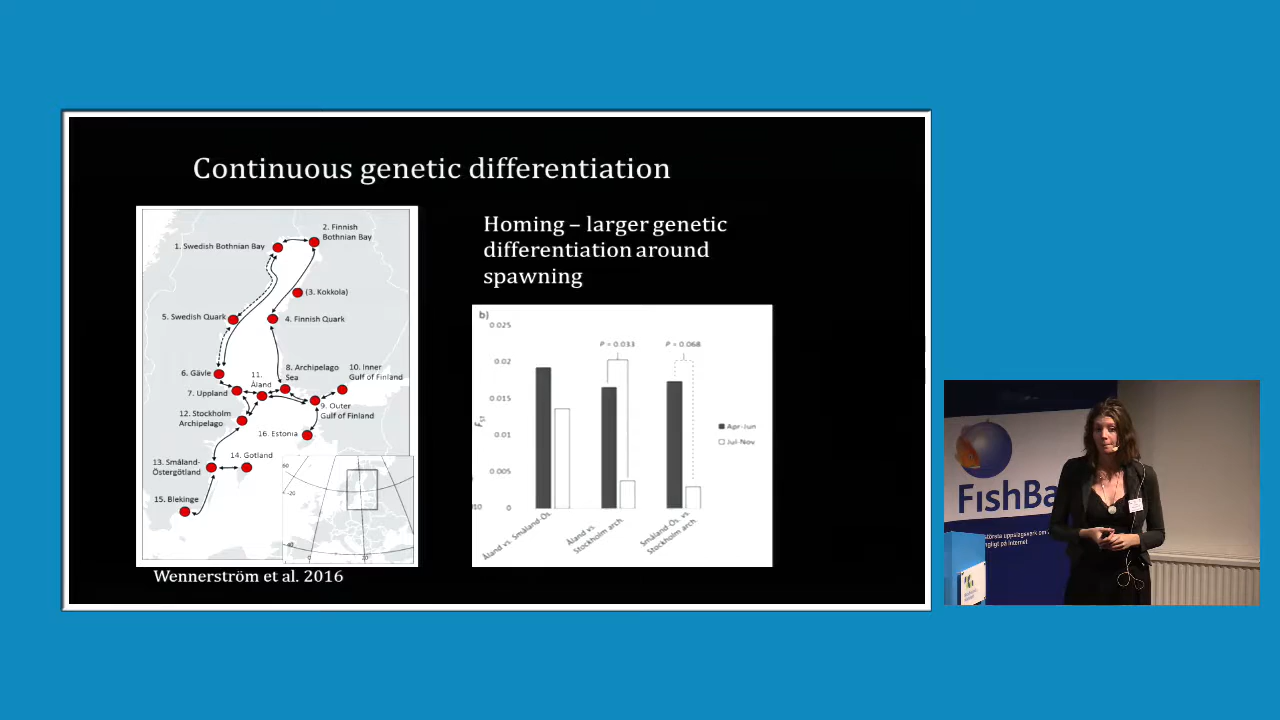 Continuous genetic differentiation
2. Finnish
Bothnian Bay
1. Swedish Bothnian Bay
(3. Kokkola)
5. Swedish Quark
4. Finnish Quark
6. Gävle
11.
Åland
8. Archipelago
Sea
10. Inner
Gulf of Finland
7. Uppland
9. Outer
Gulf of Finland
12. Stockholm
Archipelago
16. Estonia
14. Gotland
13. Småland-
Östergötland
15. Blekinge
60
Wennerström et al. 2016
Homing – larger genetic
differentiation around
spawning
b)
0.025
0.02
0.015
0.01
0.005
0
FST
P = 0.033
P = 0.068
Apr-Jun
Jul-Nov
Åland vs. Småland-Ös.
Åland vs.
Stockholm arch.
Småland-Ös. vs.
Stockholm arch.
FishBa